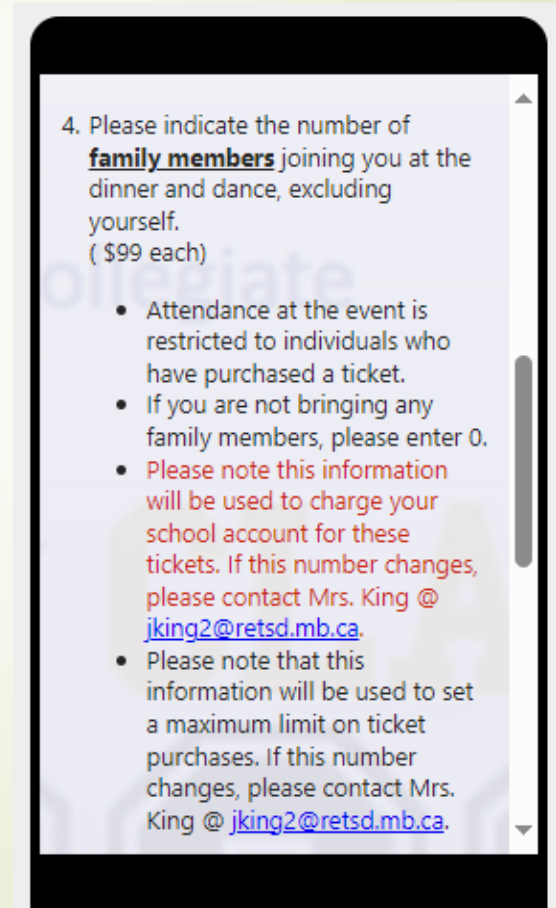 4. Please indicate the number of
family members joining you at the
dinner and dance, excluding
yourself.
( $99 each)
• Attendance at the event is
restricted to individuals who
have purchased a ticket.
• If you are not bringing any
family members, please enter 0.
• Please note this information
will be used to charge your
school account for these
tickets. If this number changes,
please contact Mrs. King @
jking2@retsd.mb.ca.
• Please note that this
information will be used to set
a maximum limit on ticket
purchases. If this number
changes, please contact Mrs.
King @ jking2@retsd.mb.ca.